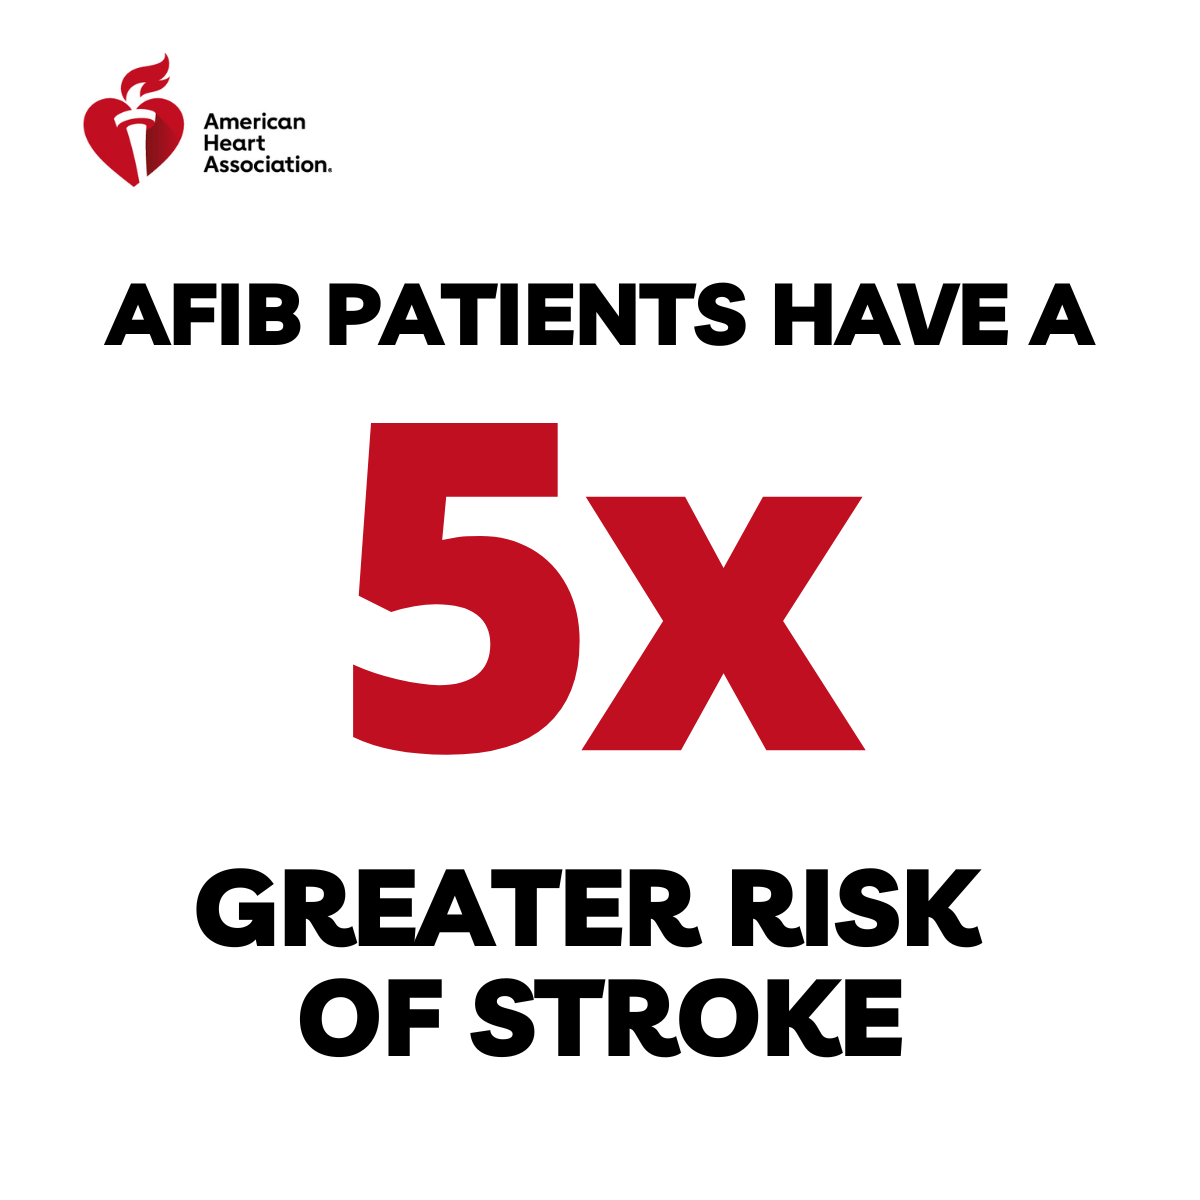 American
Heart
Association®
AFIB PATIENTS HAVE A
5x
GREATER RISK
OF STROKE